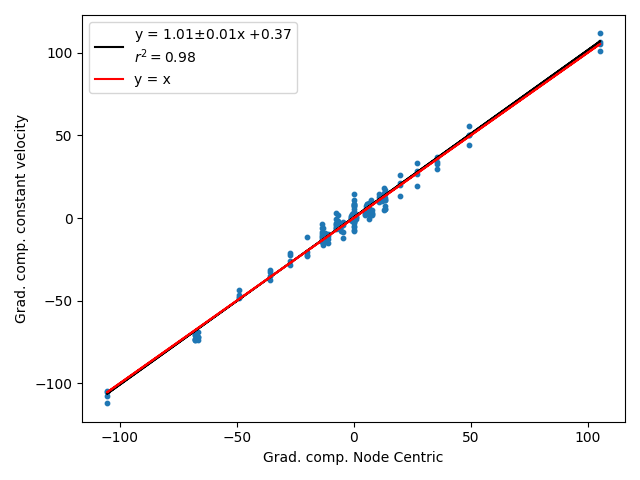 y = 1.01±0.01x +0.37
r² = 0.98
y = x
100
50
0
−50
−100
Grad. comp. constant velocity
−100
−50
0
50
100
Grad. comp. Node Centric